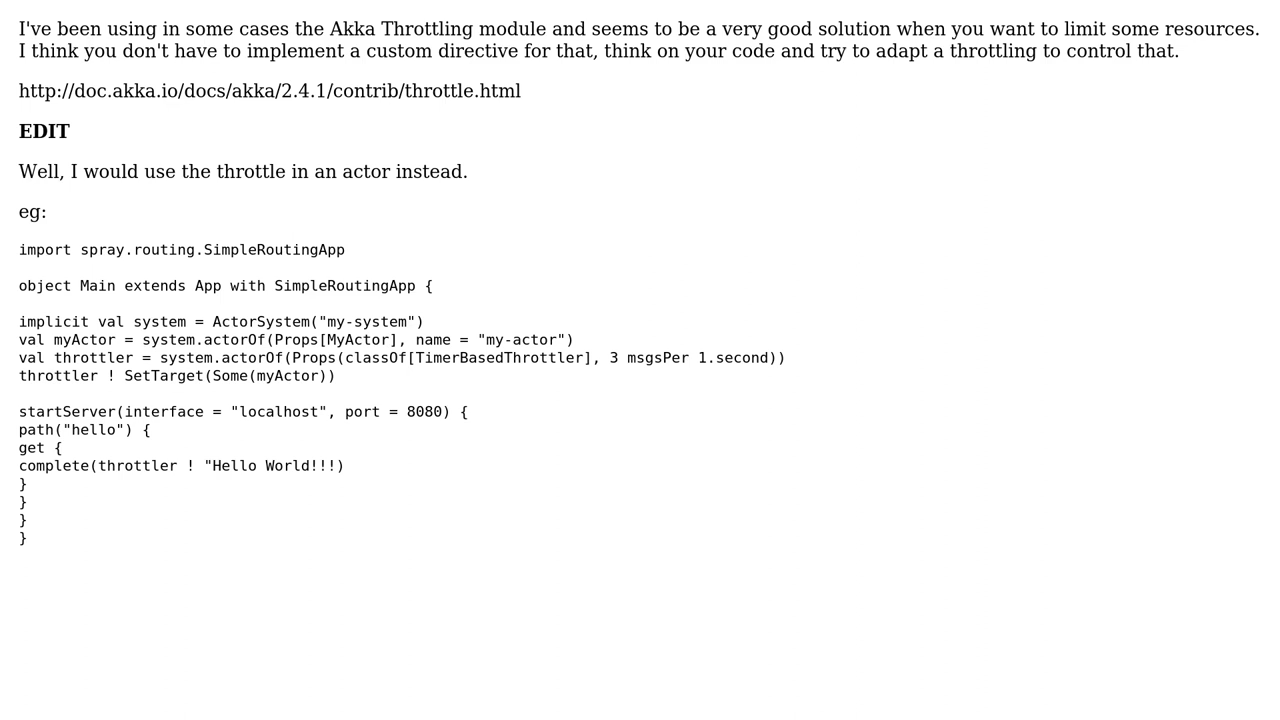 I've been using in some cases the Akka Throttling module and seems to be a very good solution when you want to limit some resources.
I think you don't have to implement a custom directive for that, think on your code and try to adapt a throttling to control that.
http://doc.akka.io/docs/akka/2.4.1/contrib/throttle.html
EDIT
Well, I would use the throttle in an actor instead.
eg:
import spray.routing.SimpleRoutingApp
object Main extends App with SimpleRoutingApp {
implicit val system = ActorSystem("my-system")
val myActor = system.actorOf(Props[MyActor], name = "my-actor")
val throttler = system.actorOf(Props(classOf[TimerBasedThrottler], 3 msgsPer 1.second))
throttler ! SetTarget(Some(myActor))
startServer(interface = "localhost", port = 8080) {
path("hello") {
get {
complete(throttler ! "Hello World!!!)
}
}
}
}